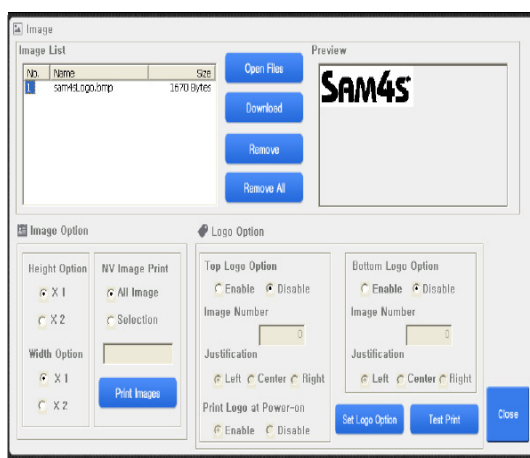 Image
Image List
Preview
No. Name Size
1 sam4sLogo.bmp 1670 Bytes
Open Files
Download
Remove
Remove All
SAM4S
Image Option
Logo Option
Height Option
X 1
X 2
Width Option
X 1
X 2
NV Image Print
All Image
Selection
Print Images
Top Logo Option
Enable Disable
Image Number
0
Justification
Left Center Right
Print Logo at Power-on
Enable Disable
Bottom Logo Option
Enable Disable
Image Number
0
Justification
Left Center Right
Set Logo Option
Test Print
Close